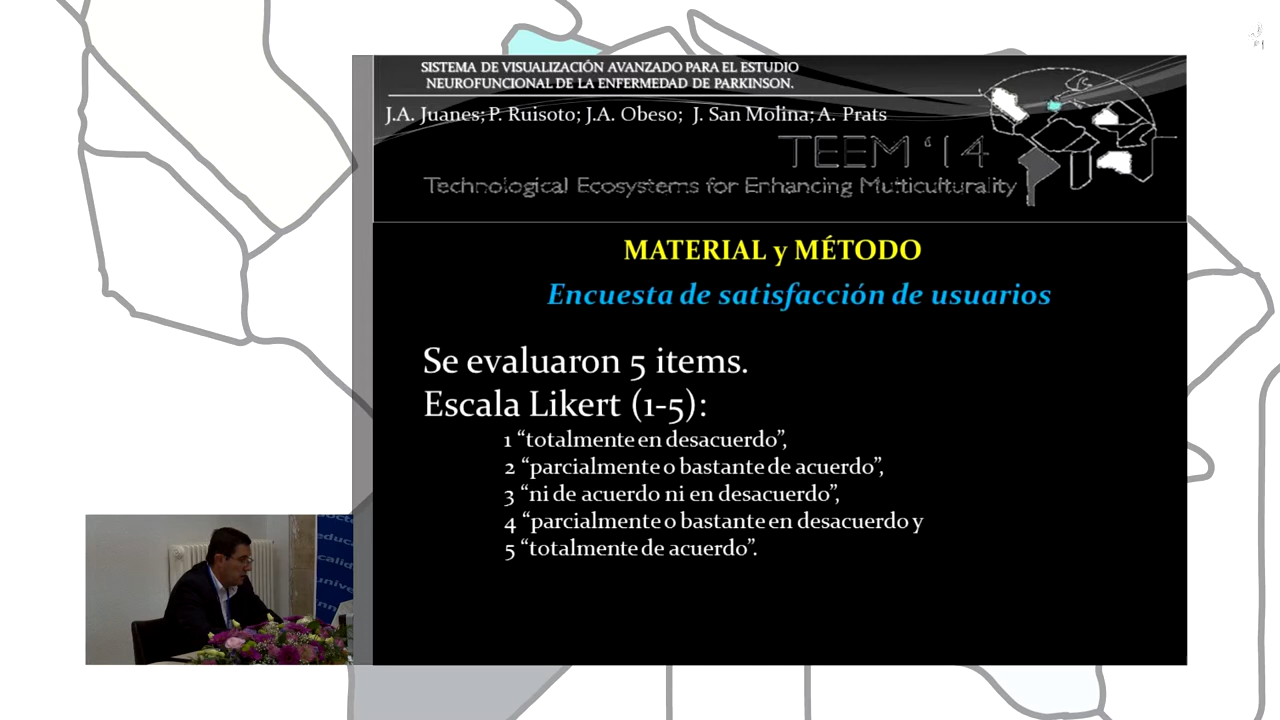 SISTEMA DE VISUALIZACIÓN AVANZADO PARA EL ESTUDIO
NEUROFUNCIONAL DE LA ENFERMEDAD DE PARKINSON.
J.A. Juanes; P. Ruisoto; J.A. Obeso; J. San Molina; A. Prats
TEEM ‘14
Technological Ecosystems for Enhancing Multiculturality
MATERIAL y MÉTODO
Encuesta de satisfacción de usuarios
Se evaluaron 5 items.
Escala Likert (1-5):
1 “totalmente en desacuerdo”,
2 “parcialmente o bastante de acuerdo”,
3 “ni de acuerdo ni en desacuerdo”,
4 “parcialmente o bastante en desacuerdo y
5 “totalmente de acuerdo”.
educ
calid
unive